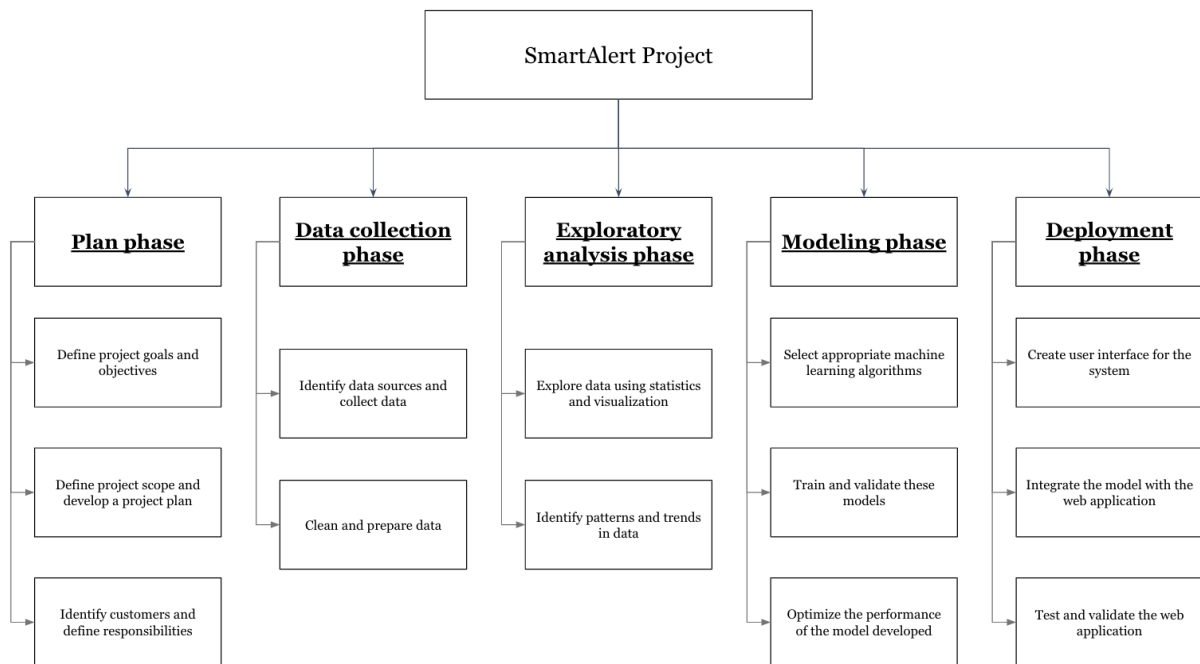 SmartAlert Project
Plan phase
Define project goals and
objectives
Define project scope and
develop a project plan
Identify customers and
define responsibilities
Data collection
phase
Identify data sources and
collect data
Clean and prepare data
Exploratory
analysis phase
Explore data using statistics
and visualization
Identify patterns and trends
in data
Modeling phase
Select appropriate machine
learning algorithms
Train and validate these
models
Optimize the performance
of the model developed
Deployment
phase
Create user interface for the
system
Integrate the model with the
web application
Test and validate the web
application